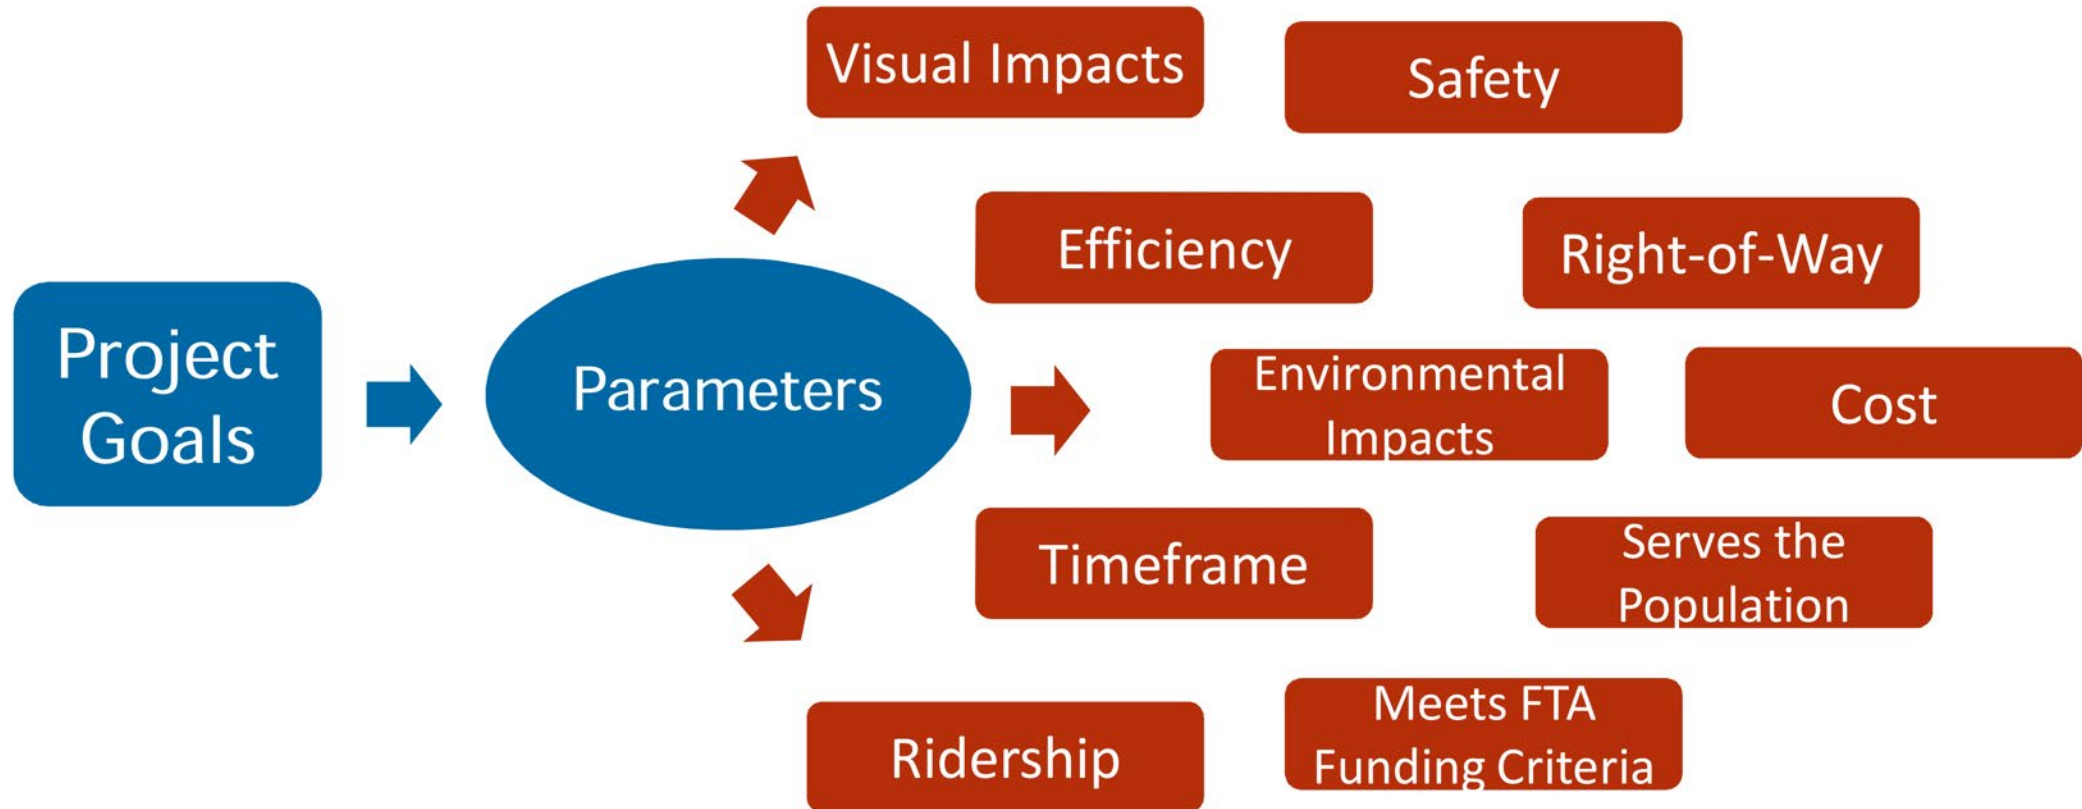 Visual Impacts
Safety
Efficiency
Right-of-Way
Project
Goals
Parameters
Environmental
Impacts
Cost
Timeframe
Serves the
Population
Ridership
Meets FTA
Funding Criteria